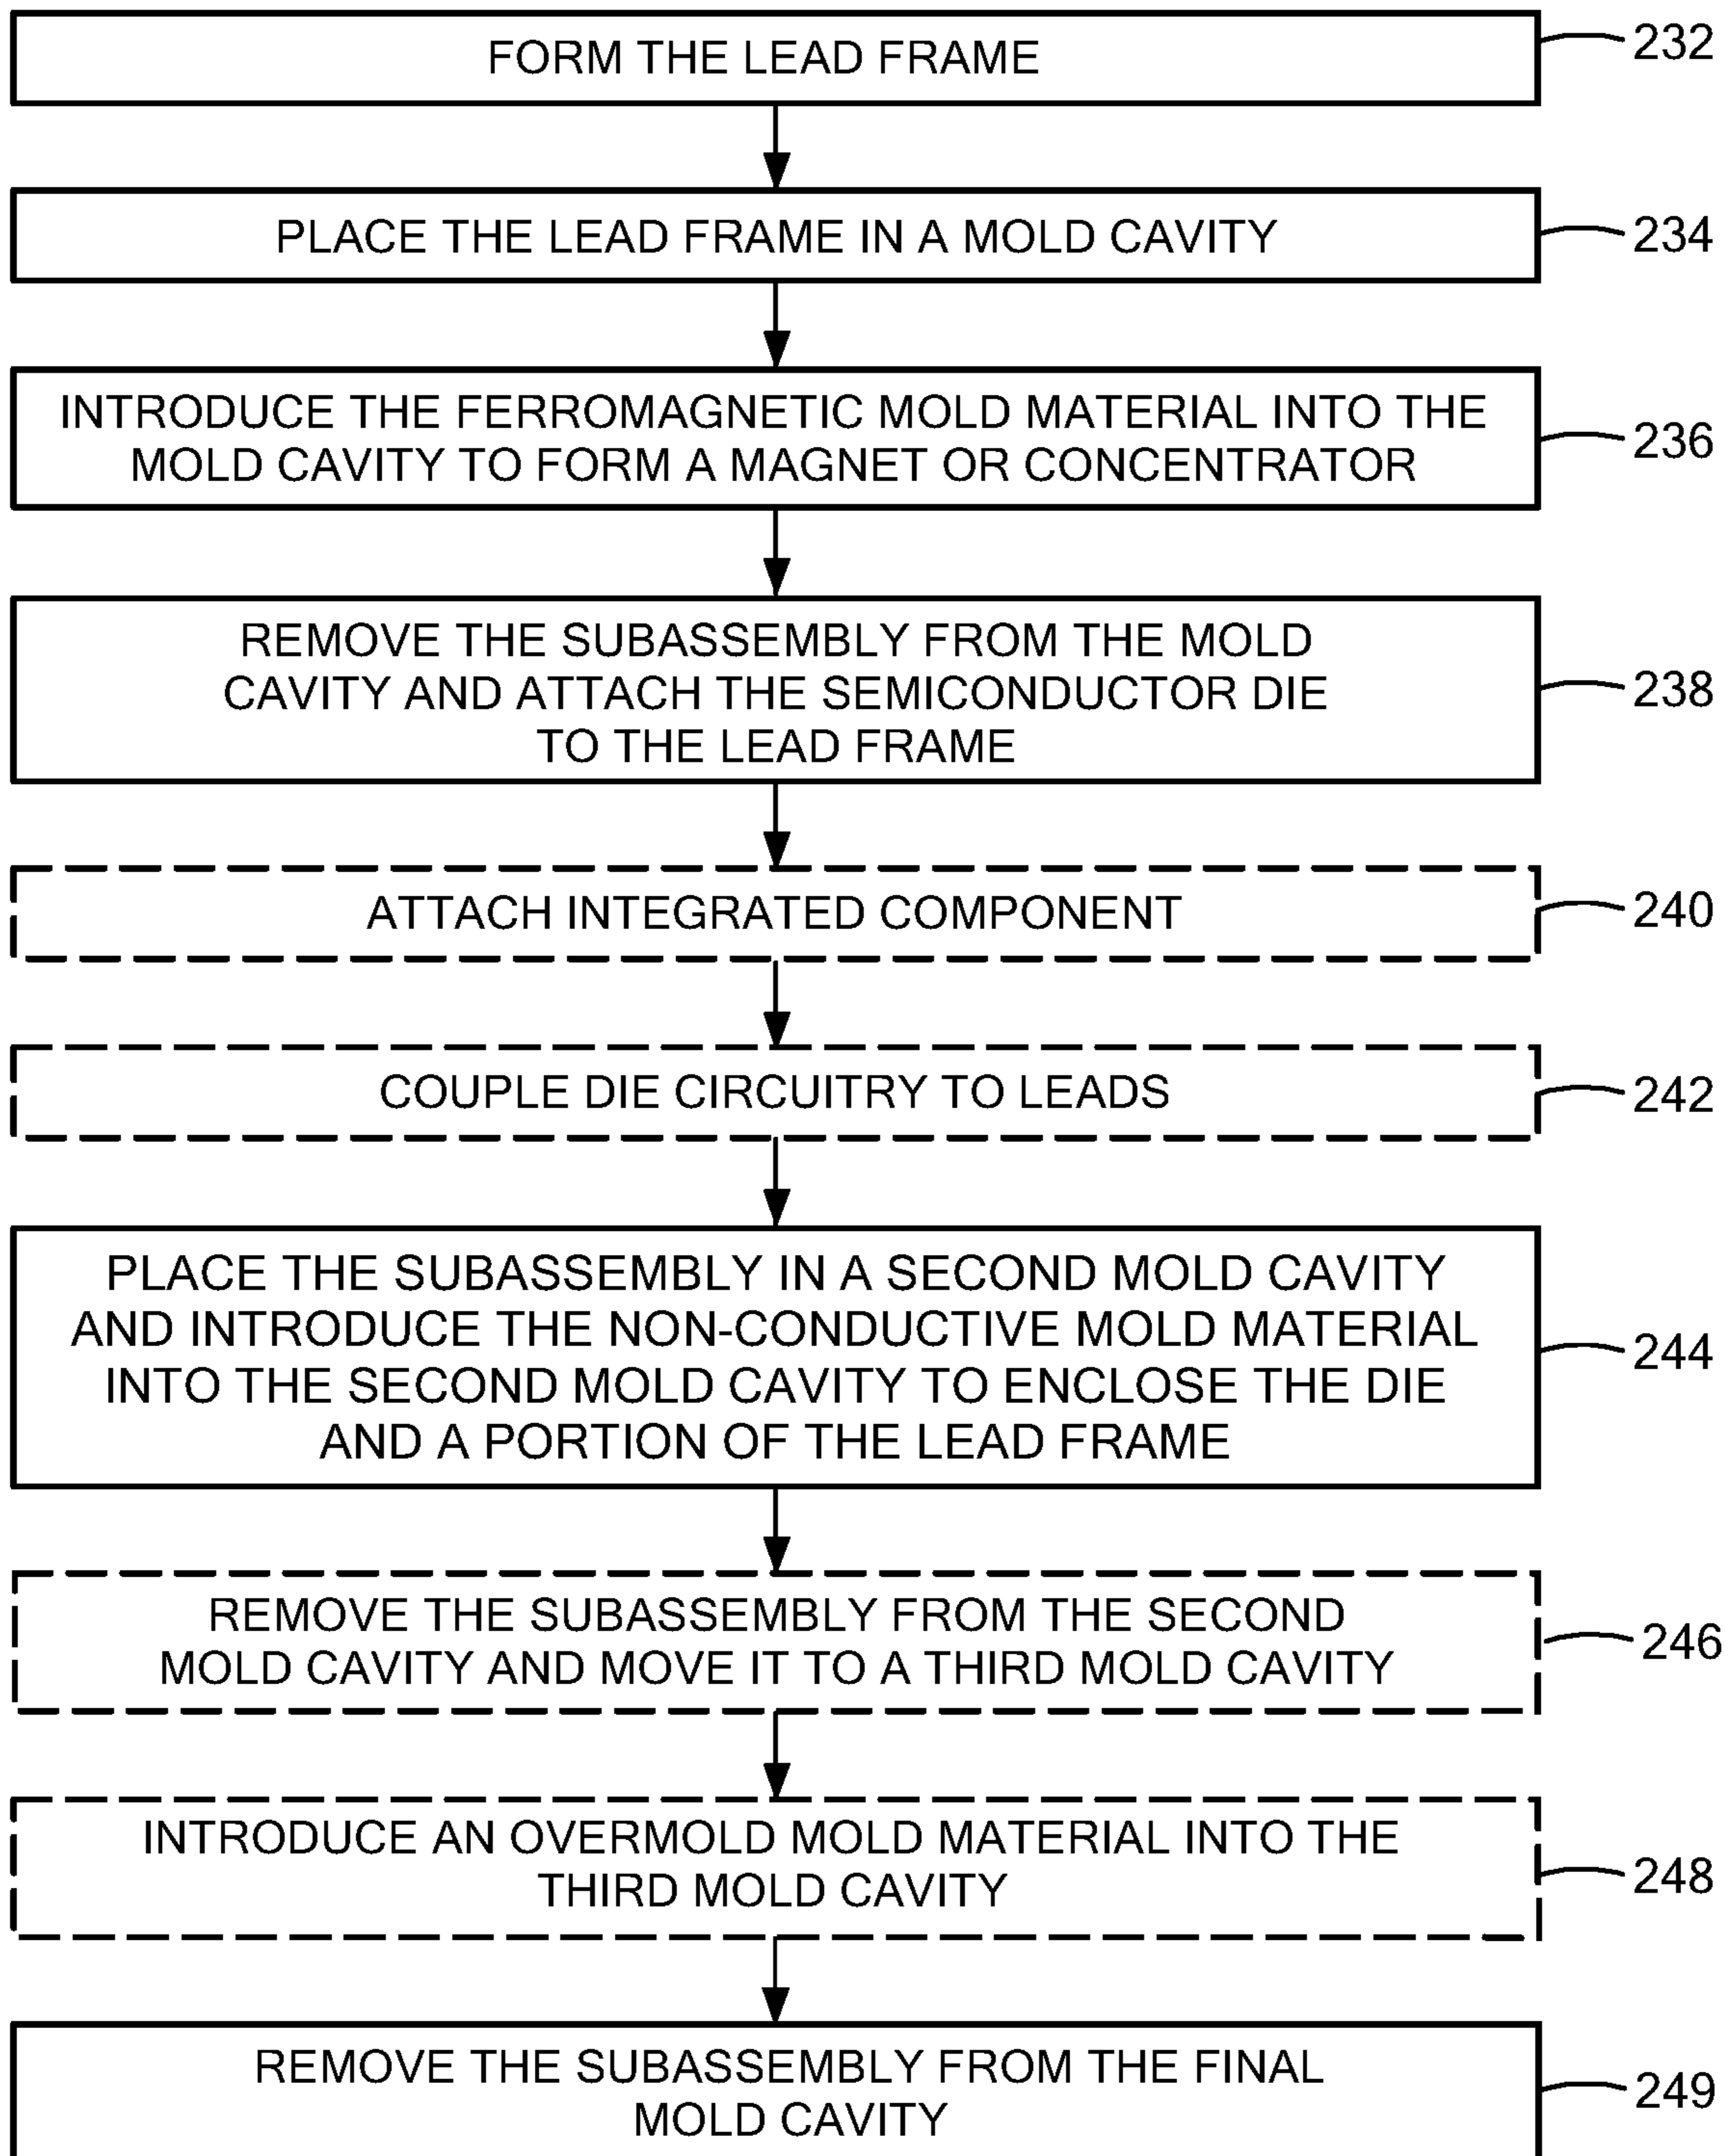 FORM THE LEAD FRAME
232
PLACE THE LEAD FRAME IN A MOLD CAVITY
234
INTRODUCE THE FERROMAGNETIC MOLD MATERIAL INTO THE
MOLD CAVITY TO FORM A MAGNET OR CONCENTRATOR
236
REMOVE THE SUBASSEMBLY FROM THE MOLD
CAVITY AND ATTACH THE SEMICONDUCTOR DIE
TO THE LEAD FRAME
238
ATTACH INTEGRATED COMPONENT
240
COUPLE DIE CIRCUITRY TO LEADS
242
PLACE THE SUBASSEMBLY IN A SECOND MOLD CAVITY
AND INTRODUCE THE NON-CONDUCTIVE MOLD MATERIAL
INTO THE SECOND MOLD CAVITY TO ENCLOSE THE DIE
AND A PORTION OF THE LEAD FRAME
244
REMOVE THE SUBASSEMBLY FROM THE SECOND
MOLD CAVITY AND MOVE IT TO A THIRD MOLD CAVITY
246
INTRODUCE AN OVERMOLD MOLD MATERIAL INTO THE
THIRD MOLD CAVITY
248
REMOVE THE SUBASSEMBLY FROM THE FINAL
MOLD CAVITY
249